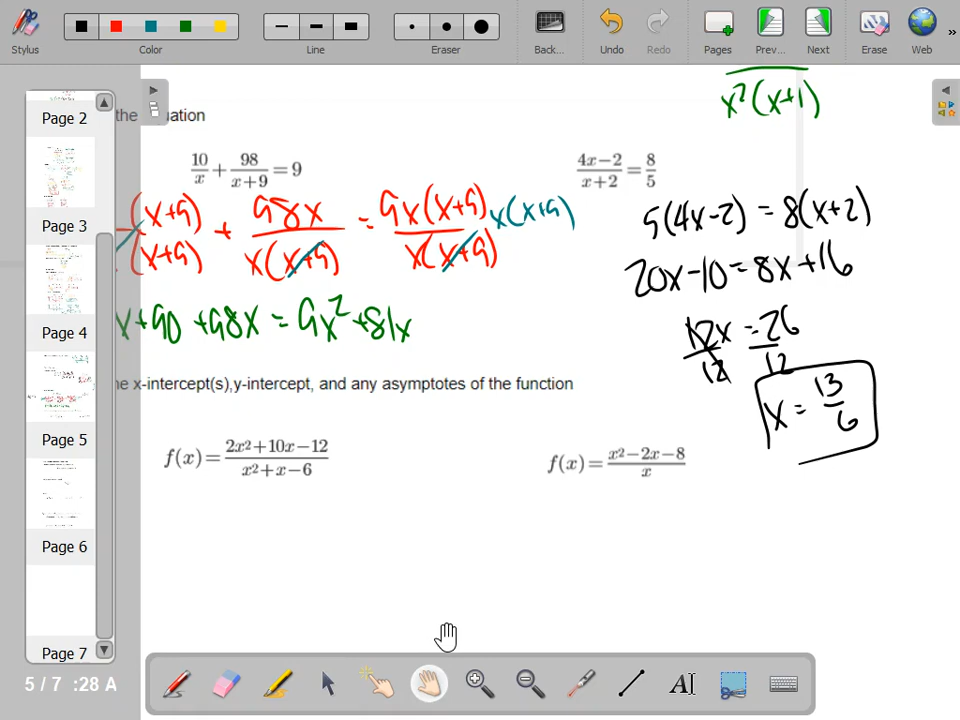 Stylus
Color
Line
Eraser
Back...
Undo
Redo
Pages
Prev...
Next
Erase
Web
»
x²(x+1)
Page 2
Page 3
Page 4
Page 5
Page 6
Page 7
the
uation
10/x + 98/(x+9) = 9
(4x−2)/(x+2) = 8/5
(x+9)/(x+9) + 98x/(x(x+9)) = 9x(x+9)/(x(x+9)) x(x+9)
5(4x-2) = 8(x+2)
20x-10=8x+16
x+90+98x=9x²+81x
12x/12 = 26/12
x = 13/6
he x-intercept(s),y-intercept, and any asymptotes of the function
f(x) = (2x²+10x−12)/(x²+x−6)
f(x) = (x²−2x−8)/x
5 / 7
:28 A
A